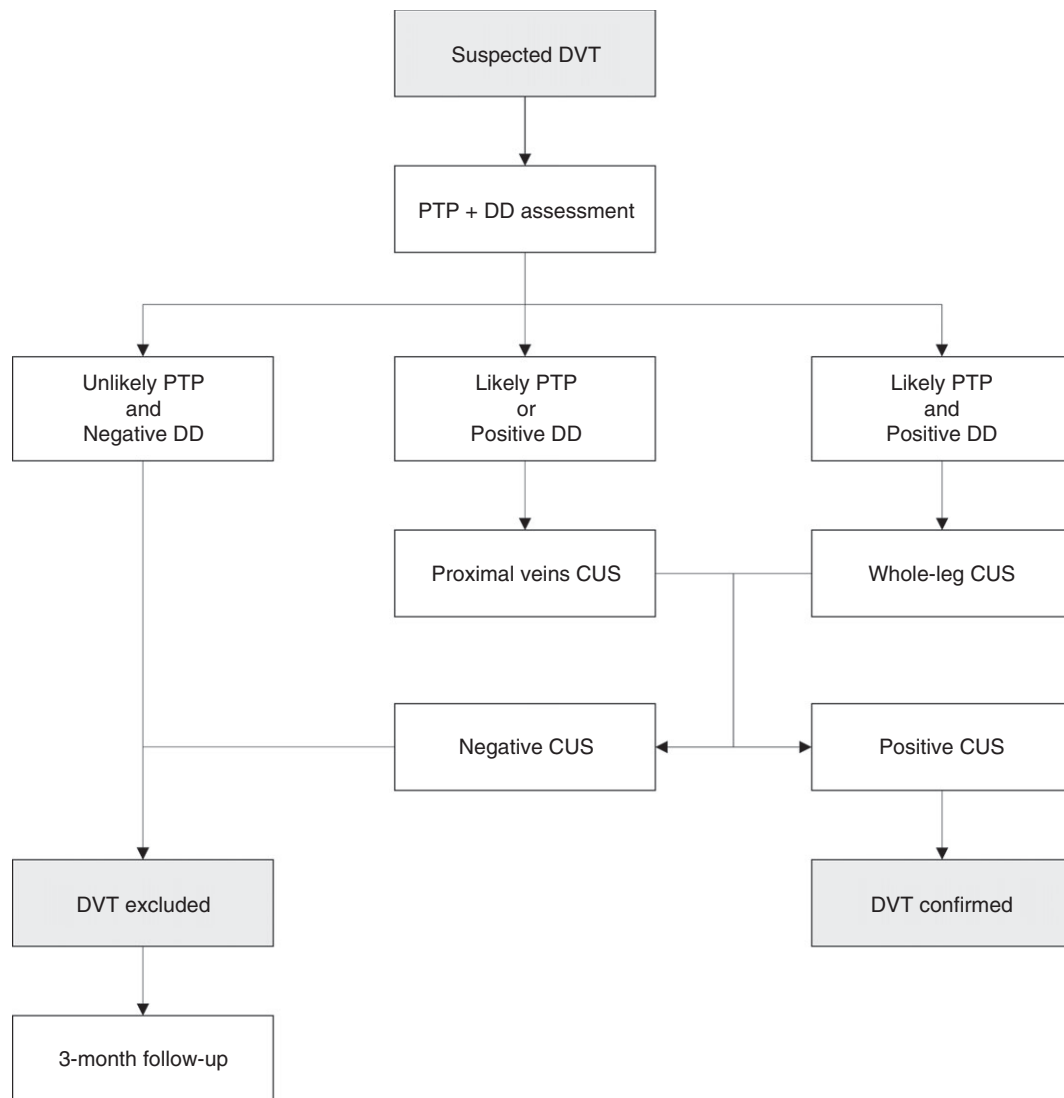 Suspected DVT
PTP + DD assessment
Unlikely PTP
and
Negative DD
Likely PTP
or
Positive DD
Likely PTP
and
Positive DD
Proximal veins CUS
Whole-leg CUS
Negative CUS
Positive CUS
DVT excluded
DVT confirmed
3-month follow-up